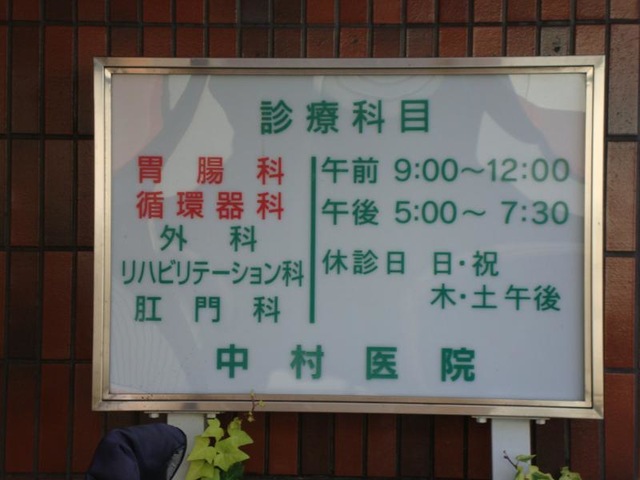 診療科目
胃腸科
循環器科
外科
リハビリテーション科
肛門科
午前 9:00～12:00
午後 5:00～ 7:30
休診日 日・祝
木・土午後
中村医院